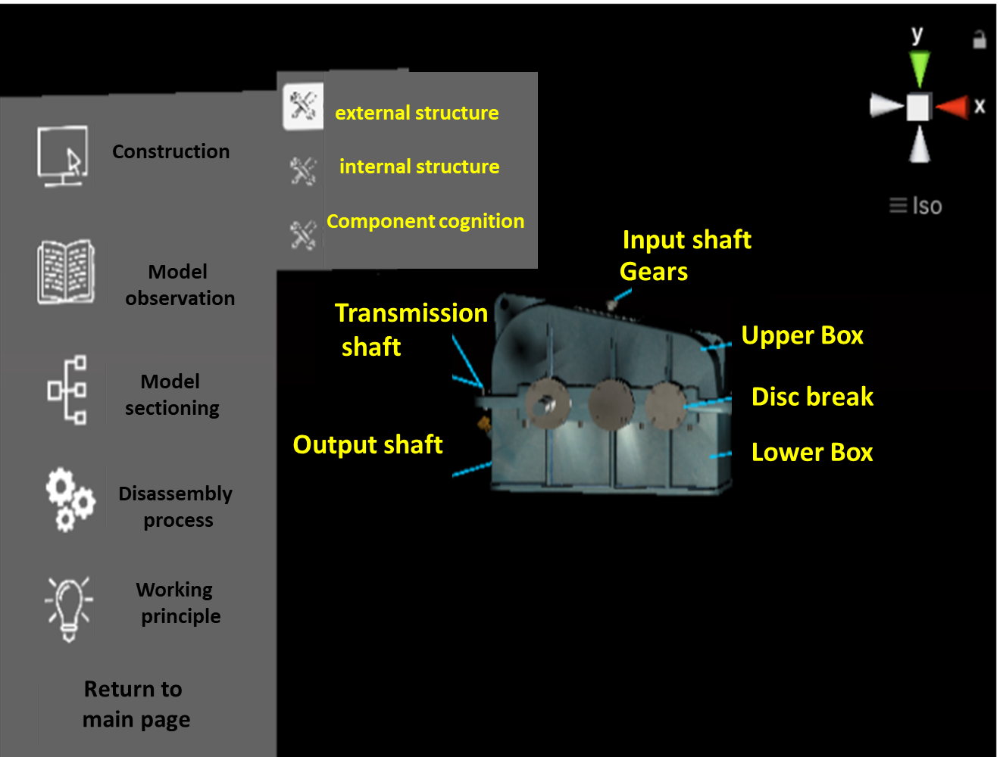 Construction
Model
observation
Model
sectioning
Disassembly
process
Working
principle
Return to
main page
external structure
internal structure
Component cognition
Input shaft
Gears
Transmission
shaft
Output shaft
Upper Box
Disc break
Lower Box
y
x
Iso